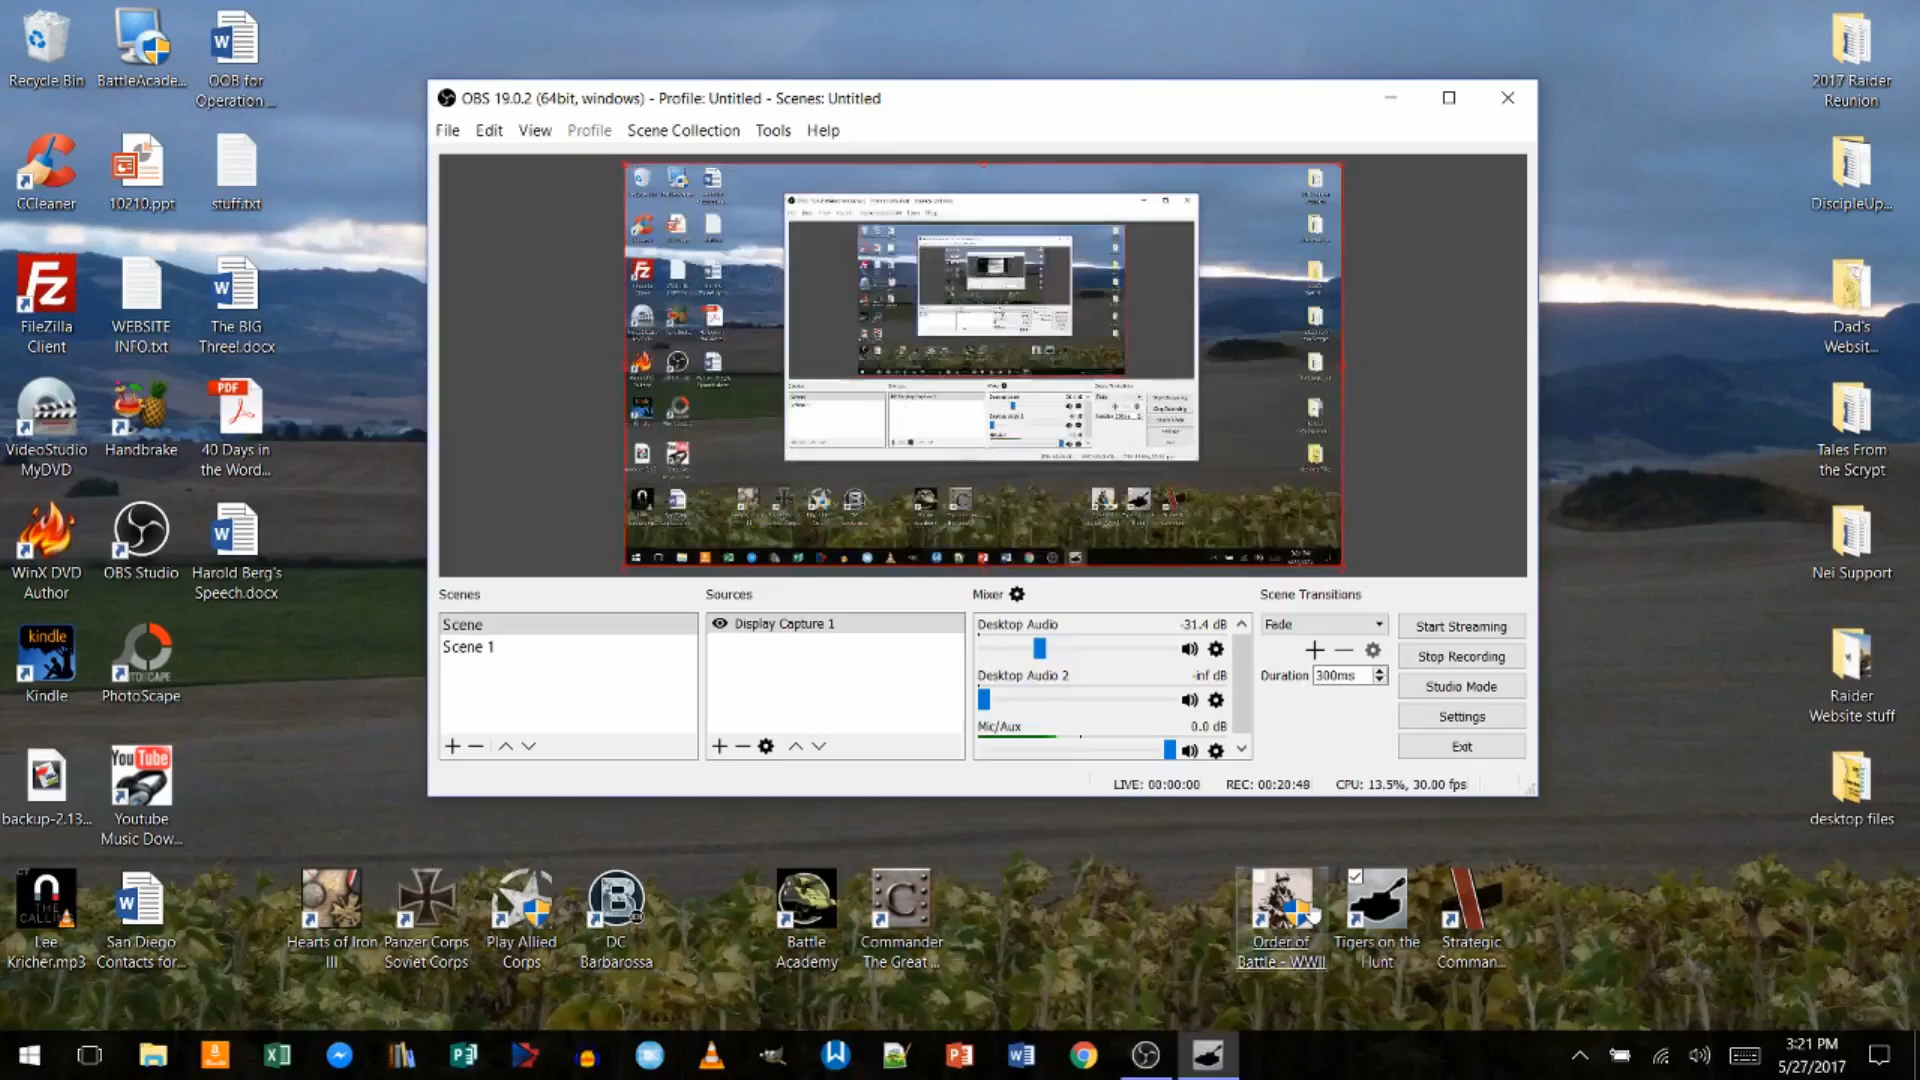 Recycle Bin
BattleAcade...
OOB for
Operation ...
CCleaner
10210.ppt
stuff.txt
FileZilla
Client
WEBSITE
INFO.txt
The BIG
Threel.docx
VideoStudio
MyDVD
Handbrake
PDF
40 Days in
the Word...
WinX DVD
Author
OBS Studio
Harold Berg's
Speech.docx
kindle
Kindle
PhotoScape
backup-2.13...
You Tube
Youtube
Music Dow...
THE
CALLING
Lee
Kricher.mp3
San Diego
Contacts for...
Hearts of Iron
III
Panzer Corps
Soviet Corps
Play Allied
Corps
DC
Barbarossa
Battle
Academy
Commander
The Great ...
Order of
Battle - WWII
Tigers on the
Hunt
Strategic
Comman...
2017 Raider
Reunion
DiscipleUp...
Dad's
Websit...
Tales From
the Scrypt
Nei Support
Raider
Website stuff
desktop files
OBS 19.0.2 (64bit, windows) - Profile: Untitled - Scenes: Untitled
File Edit View Profile Scene Collection Tools Help
Scenes
Scene
Scene 1
Sources
Display Capture 1
Mixer
Desktop Audio -31.4 dB
Desktop Audio 2 -inf dB
Mic/Aux 0.0 dB
Scene Transitions
Fade
Duration 300ms
Start Streaming
Stop Recording
Studio Mode
Settings
Exit
LIVE: 00:00:00 REC: 00:20:48 CPU: 13.5%, 30.00 fps
3:21 PM
5/27/2017